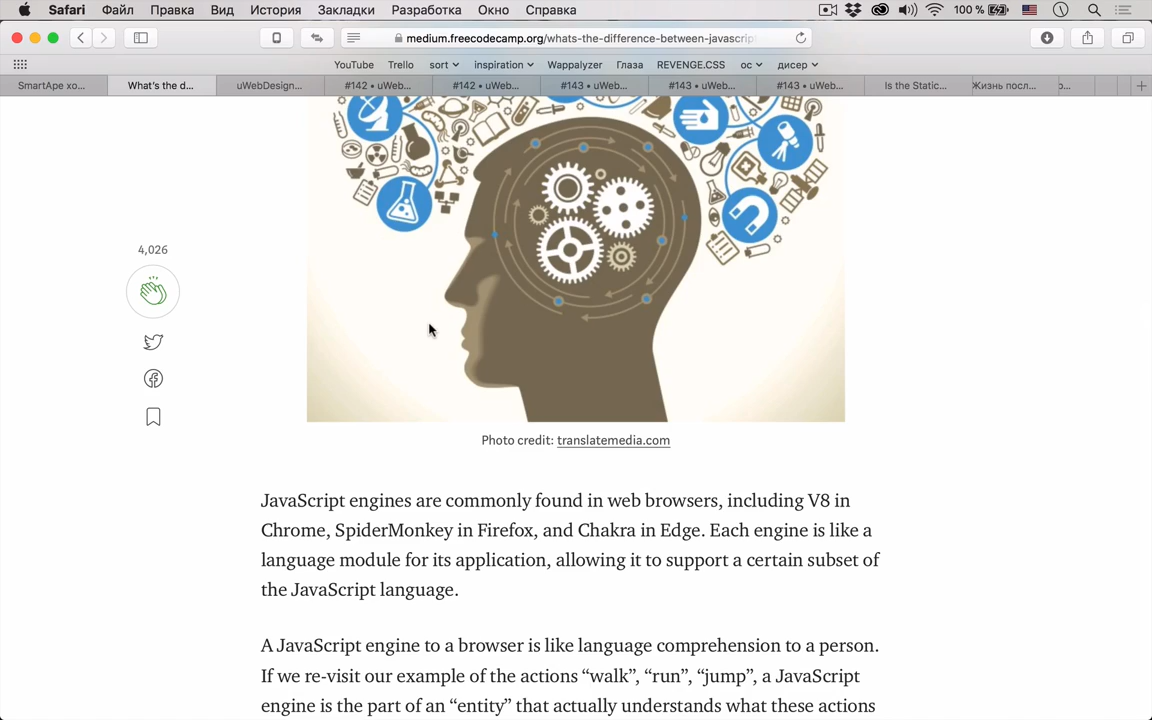 Safari Файл Правка Вид История Закладки Разработка Окно Справка 100 %
medium.freecodecamp.org/whats-the-difference-between-javascrip
YouTube Trello sort inspiration Wappalyzer Глаза REVENGE.CSS ос дисер
SmartApe хо... What's the d... uWebDesign... #142 • uWeb... #142 • uWeb... #143 • uWeb... #143 • uWeb... #143 • uWeb... Is the Static... Жизнь посл...
4,026
Photo credit: translatemedia.com
JavaScript engines are commonly found in web browsers, including V8 in
Chrome, SpiderMonkey in Firefox, and Chakra in Edge. Each engine is like a
language module for its application, allowing it to support a certain subset of
the JavaScript language.
A JavaScript engine to a browser is like language comprehension to a person.
If we re-visit our example of the actions “walk”, “run”, “jump”, a JavaScript
engine is the part of an “entity” that actually understands what these actions